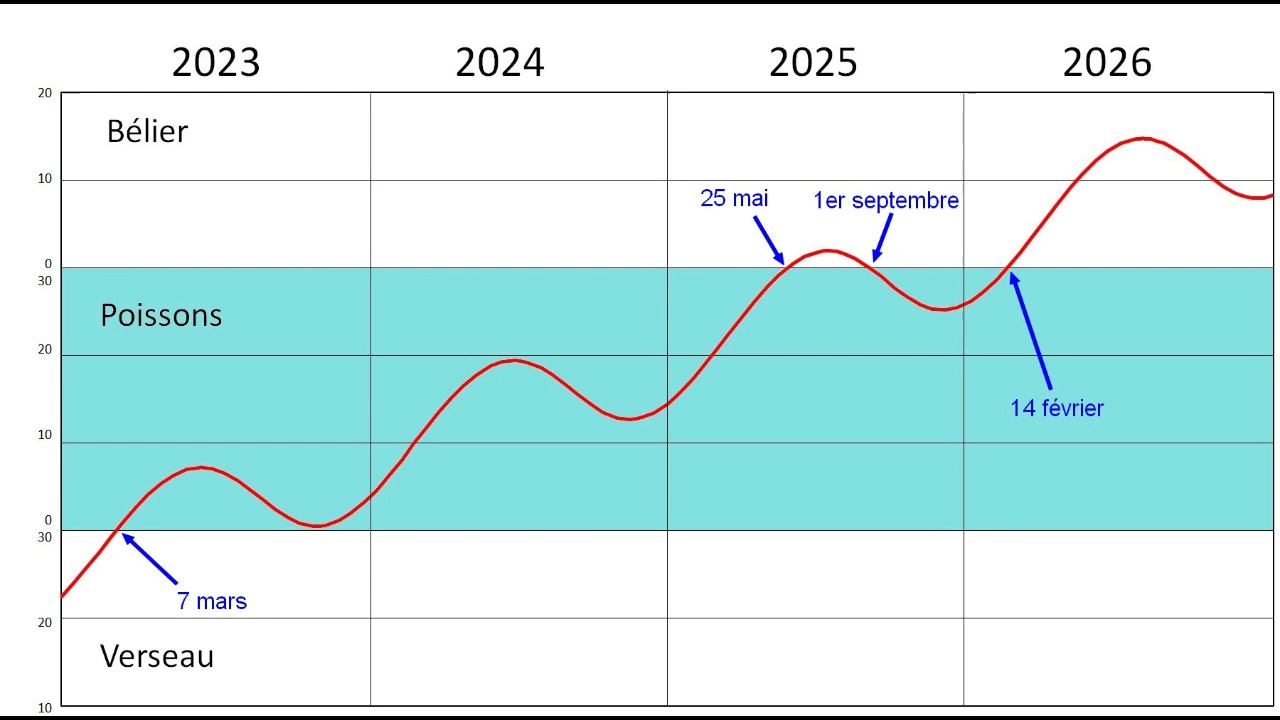 2023 2024 2025 2026
20
Bélier
10
25 mai 1er septembre
0
30
Poissons
20
14 février
10
0
30
7 mars
20
Verseau
10